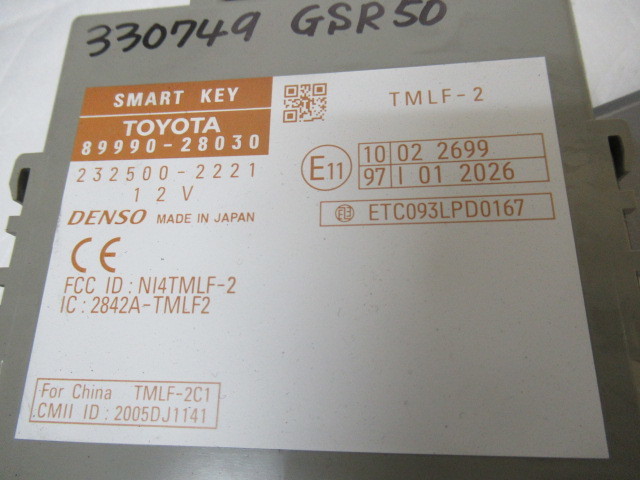 330749 GSR50
SMART KEY
TOYOTA
89990-28030
232500-2221
12V
DENSO MADE IN JAPAN
CE
FCC ID : NI4TMLF-2
IC : 2842A-TMLF2
For China TMLF-2C1
CMII ID : 2005DJ1141
TMLF-2
E11
10 02 2699
97 I 01 2026
ETC093LPD0167